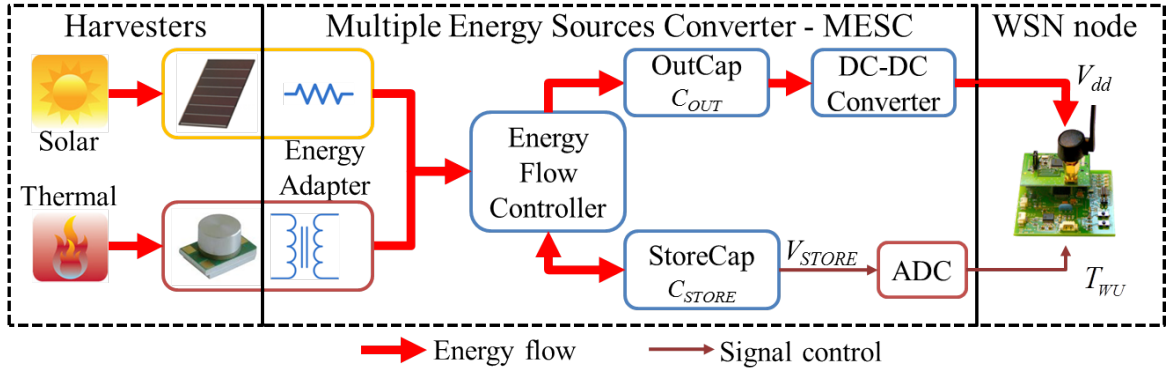 Harvesters
Multiple Energy Sources Converter - MESC
WSN node
Solar
Thermal
Energy
Adapter
Energy
Flow
Controller
OutCap
C_OUT
DC-DC
Converter
StoreCap
C_STORE
V_STORE
ADC
V_dd
T_WU
Energy flow
Signal control